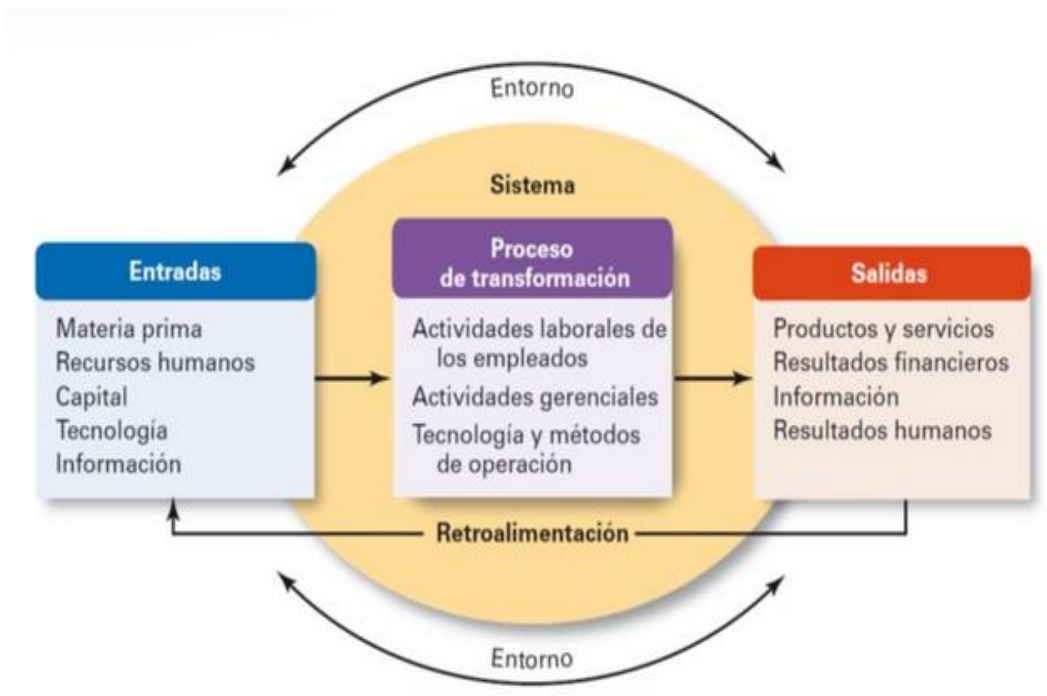 Entorno
Sistema
Entradas
Materia prima
Recursos humanos
Capital
Tecnología
Información
Proceso
de transformación
Actividades laborales de
los empleados
Actividades gerenciales
Tecnología y métodos
de operación
Salidas
Productos y servicios
Resultados financieros
Información
Resultados humanos
Retroalimentación
Entorno